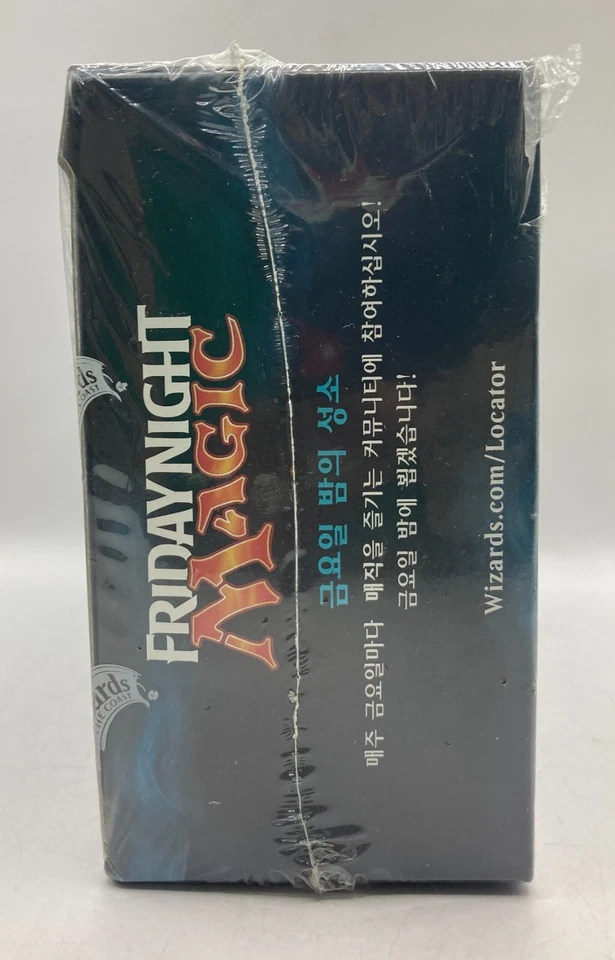 FRIDAY NIGHT
MAGIC
금요일 밤의 성소
매주 금요일마다 매직을 즐기는 커뮤니티에 참여하십시오!
금요일 밤에 뵙겠습니다!
Wizards.com/Locator